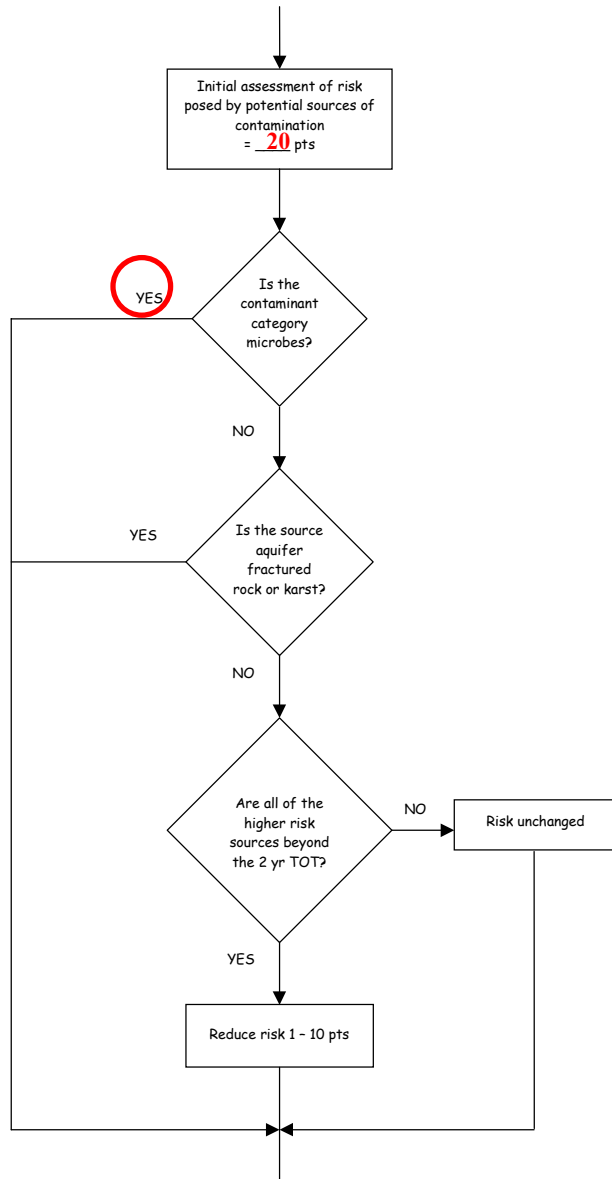 Initial assessment of risk
posed by potential sources of
contamination
= 20 pts
YES
Is the
contaminant
category
microbes?
NO
YES
Is the source
aquifer
fractured
rock or karst?
NO
Are all of the
higher risk
sources beyond
the 2 yr TOT?
NO
Risk unchanged
YES
Reduce risk 1 – 10 pts